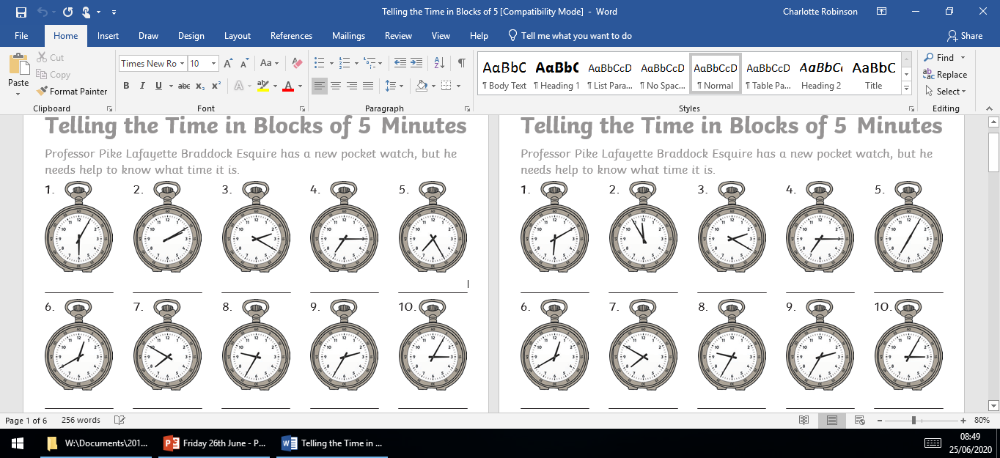 Telling the Time in Blocks of 5 [Compatibility Mode] - Word
Charlotte Robinson
File Home Insert Draw Design Layout References Mailings Review View Help Tell me what you want to do Share
Paste
Cut
Copy
Format Painter
Clipboard
Times New Ro 10
Font
Paragraph
AaBbC AaBbC AaBbCcD AaBbCcD AaBbCcD AaBbCcD AaBbC AaBbC
¶ Body Text ¶ Heading 1 ¶ List Para... ¶ No Spac... ¶ Normal ¶ Table Pa... Heading 2 Title
Styles
Find
Replace
Select
Editing
Telling the Time in Blocks of 5 Minutes
Professor Pike Lafayette Braddock Esquire has a new pocket watch, but he
needs help to know what time it is.
1. 2. 3. 4. 5.
6. 7. 8. 9. 10.
Telling the Time in Blocks of 5 Minutes
Professor Pike Lafayette Braddock Esquire has a new pocket watch, but he
needs help to know what time it is.
1. 2. 3. 4. 5.
6. 7. 8. 9. 10.
Page 1 of 6 256 words 80%
W:\Documents\201... Friday 26th June - P... Telling the Time in ...
08:49
25/06/2020